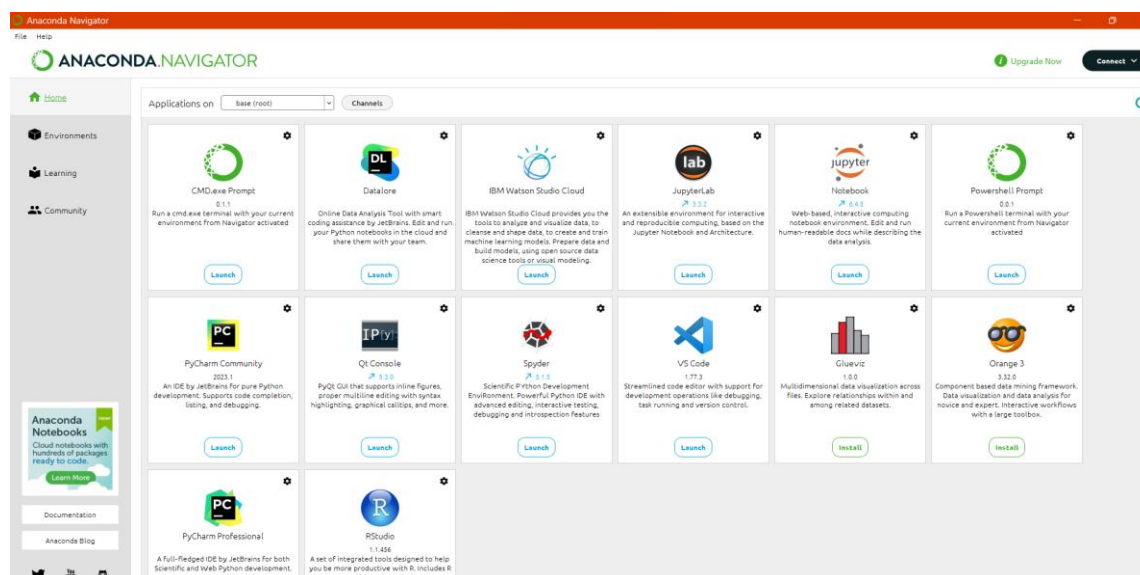 Anaconda Navigator
File Help
ANACONDA.NAVIGATOR
Upgrade Now
Connect
Home
Environments
Learning
Community
Applications on base (root) Channels
CMD.exe Prompt
0.1.1
Run a cmd.exe terminal with your current
environment from Navigator activated
Launch
DL
Datalore
Online Data Analysis Tool with smart
coding assistance by JetBrains. Edit and run
your Python notebooks in the cloud and
share them with your team.
Launch
IBM Watson Studio Cloud
IBM Watson Studio Cloud provides you the
tools to analyze and visualize data, to
cleanse and shape data, to create and train
machine learning models. Prepare data and
build models, using open source data
science tools or visual modeling.
Launch
lab
JupyterLab
3.3.2
An extensible environment for interactive
and reproducible computing, based on the
Jupyter Notebook and Architecture.
Launch
jupyter
Notebook
6.4.8
Web-based, interactive computing
notebook environment. Edit and run
human-readable docs while describing the
data analysis.
Launch
Powershell Prompt
0.0.1
Run a Powershell terminal with your
current environment from Navigator
activated
Launch
PC
PyCharm Community
2023.1
An IDE by JetBrains for pure Python
development. Supports code completion,
listing, and debugging.
Launch
IP[y]:
Qt Console
5.3.0
PyQt GUI that supports inline figures,
proper multiline editing with syntax
highlighting, graphical calltips, and more.
Launch
Spyder
5.1.5
Scientific PYthon Development
EnviRonment. Powerful Python IDE with
advanced editing, interactive testing,
debugging and introspection features
Launch
VS Code
1.77.3
Streamlined code editor with support for
development operations like debugging,
task running and version control.
Launch
Glueviz
1.0.0
Multidimensional data visualization across
files. Explore relationships within and
among related datasets.
Install
Orange 3
3.32.0
Component based data mining framework.
Data visualization and data analysis for
novice and expert. Interactive workflows
with a large toolbox.
Install
PC
PyCharm Professional
A full-fledged IDE by JetBrains for both
Scientific and Web Python development.
R
RStudio
1.1.456
A set of integrated tools designed to help
you be more productive with R. Includes R
Anaconda
Notebooks
Cloud notebooks with
hundreds of packages
ready to code.
Learn More
Documentation
Anaconda Blog